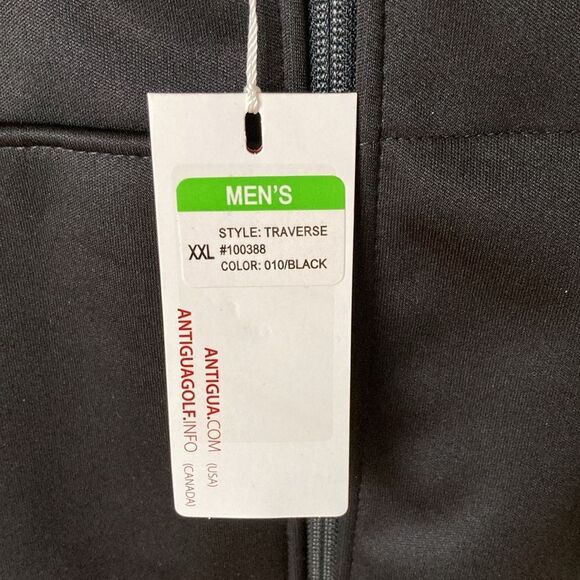 MEN'S
STYLE: TRAVERSE
XXL #100388
COLOR: 010/BLACK
ANTIGUA.COM (USA)
ANTIGUAGOLF.INFO (CANADA)